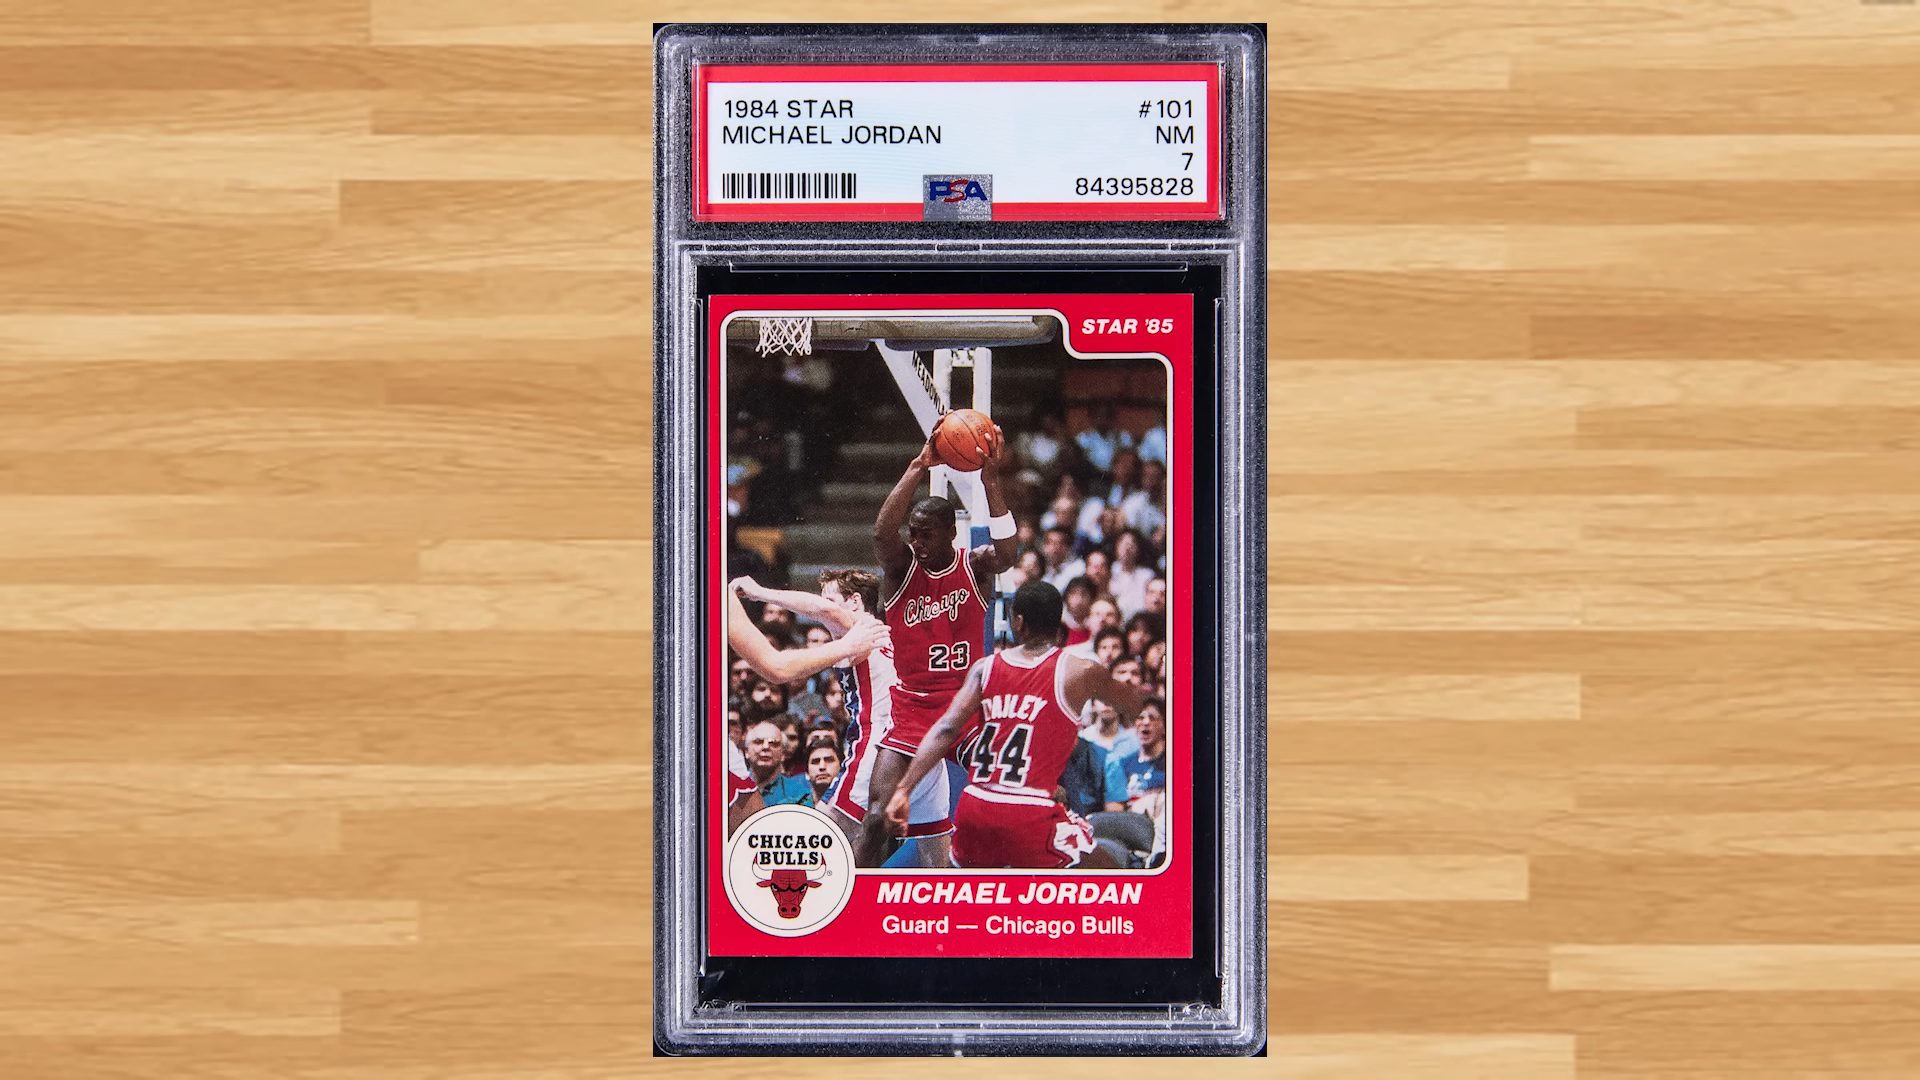 1984 STAR #101
MICHAEL JORDAN NM
7
PSA 84395828
STAR '85
Chicago
23
DAILEY
44
CHICAGO
BULLS
MICHAEL JORDAN
Guard — Chicago Bulls